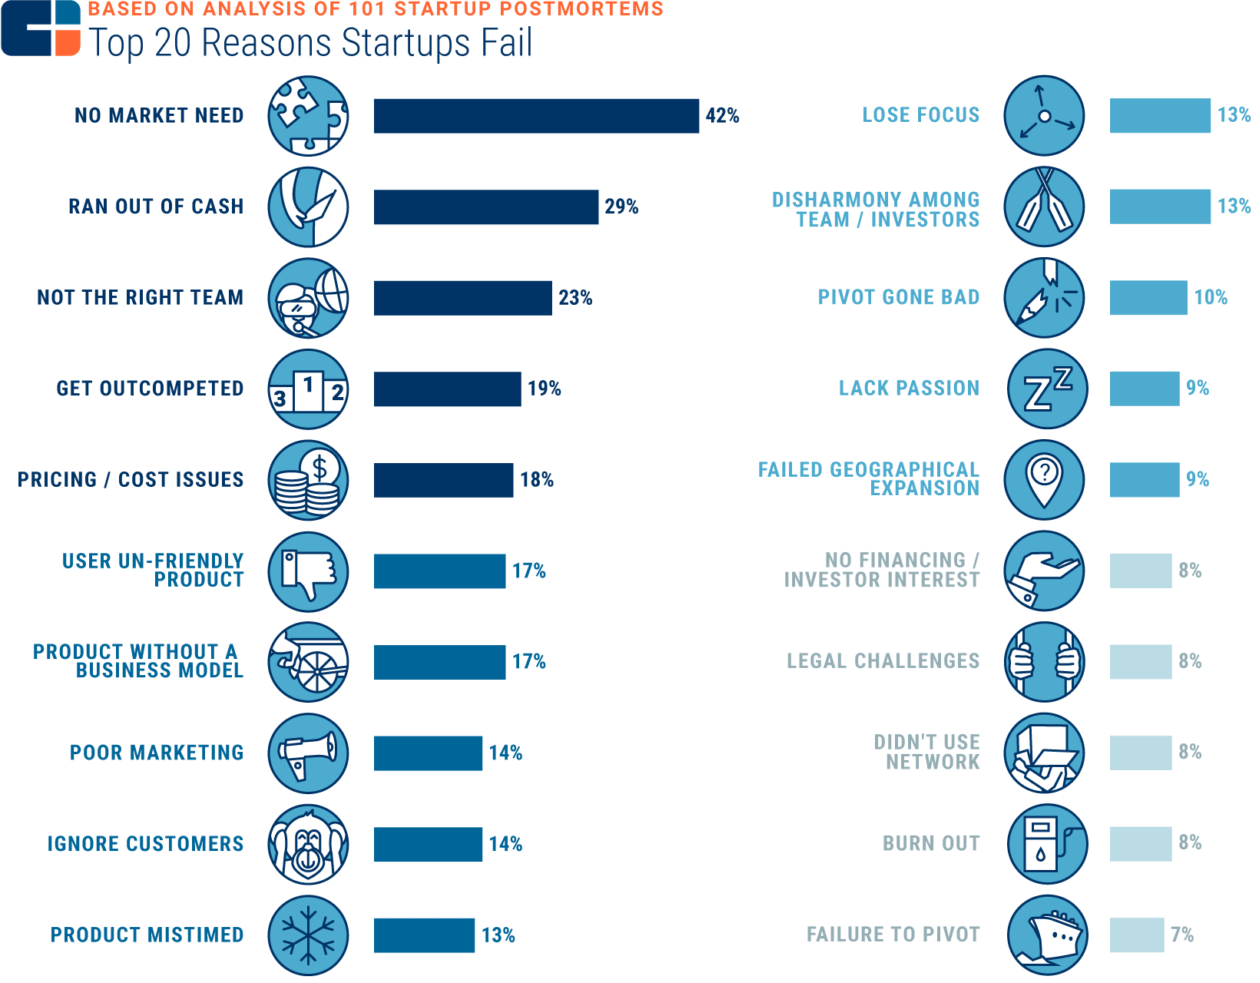 BASED ON ANALYSIS OF 101 STARTUP POSTMORTEMS
Top 20 Reasons Startups Fail
NO MARKET NEED
42%
RAN OUT OF CASH
29%
NOT THE RIGHT TEAM
23%
GET OUTCOMPETED
3 1 2
19%
PRICING / COST ISSUES
$
18%
USER UN-FRIENDLY
PRODUCT
17%
PRODUCT WITHOUT A
BUSINESS MODEL
17%
POOR MARKETING
14%
IGNORE CUSTOMERS
14%
PRODUCT MISTIMED
13%
LOSE FOCUS
13%
DISHARMONY AMONG
TEAM / INVESTORS
13%
PIVOT GONE BAD
10%
LACK PASSION
Z Z
9%
FAILED GEOGRAPHICAL
EXPANSION
?
9%
NO FINANCING /
INVESTOR INTEREST
8%
LEGAL CHALLENGES
8%
DIDN'T USE
NETWORK
8%
BURN OUT
8%
FAILURE TO PIVOT
7%